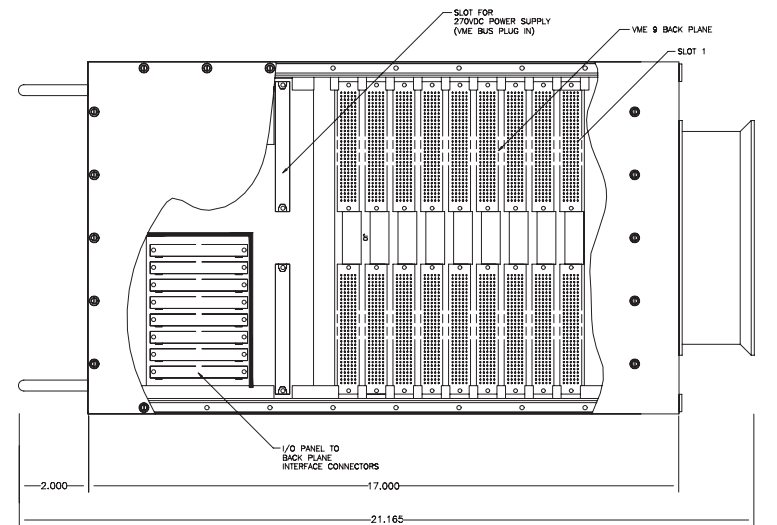 SLOT FOR
270VDC POWER SUPPLY
(VME BUS PLUG IN)
VME 9 BACK PLANE
SLOT 1
I/O PANEL TO
BACK PLANE
INTERFACE CONNECTORS
2.000
17.000
21.165